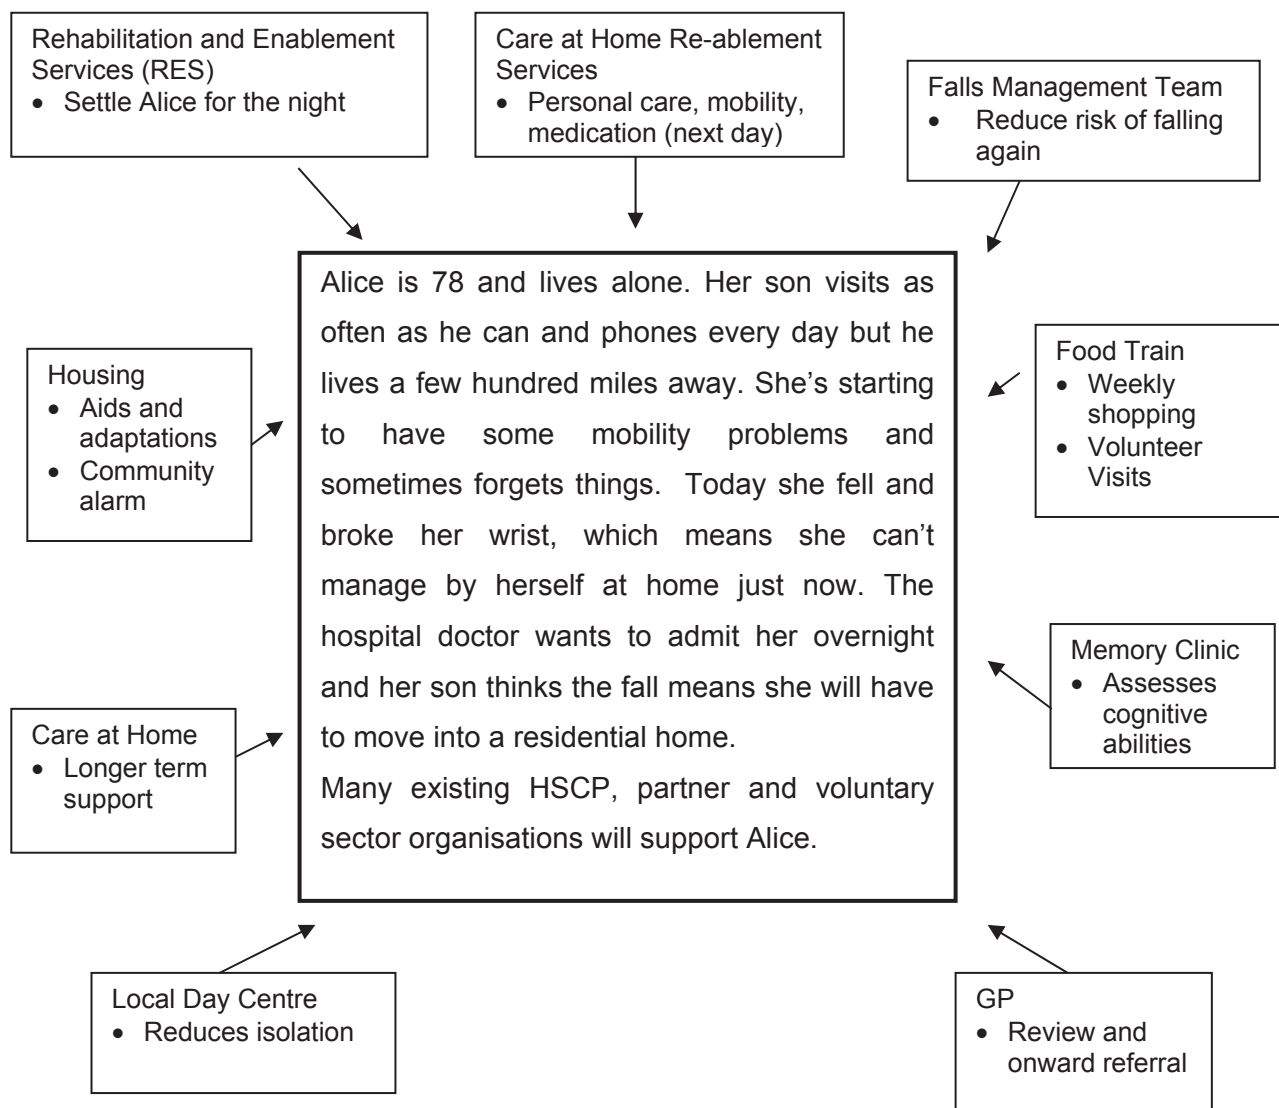 Rehabilitation and Enablement
Services (RES)
• Settle Alice for the night
Care at Home Re-ablement
Services
• Personal care, mobility,
medication (next day)
Falls Management Team
• Reduce risk of falling
again
Alice is 78 and lives alone. Her son visits as
often as he can and phones every day but he
lives a few hundred miles away. She’s starting
to have some mobility problems and
sometimes forgets things. Today she fell and
broke her wrist, which means she can’t
manage by herself at home just now. The
hospital doctor wants to admit her overnight
and her son thinks the fall means she will have
to move into a residential home.
Many existing HSCP, partner and voluntary
sector organisations will support Alice.
Housing
• Aids and
adaptations
• Community
alarm
Food Train
• Weekly
shopping
• Volunteer
Visits
Care at Home
• Longer term
support
Memory Clinic
• Assesses
cognitive
abilities
Local Day Centre
• Reduces isolation
GP
• Review and
onward referral